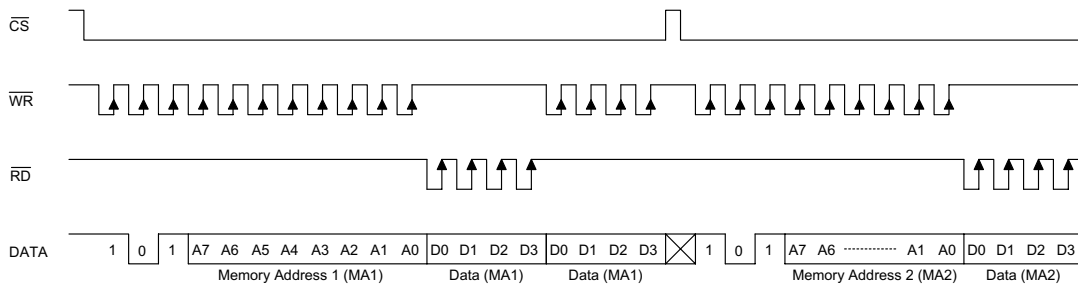 CS
WR
RD
DATA 1 0 1 A7 A6 A5 A4 A3 A2 A1 A0 D0 D1 D2 D3 D0 D1 D2 D3 1 0 1 A7 A6 A1 A0 D0 D1 D2 D3
Memory Address 1 (MA1) Data (MA1) Data (MA1) Memory Address 2 (MA2) Data (MA2)